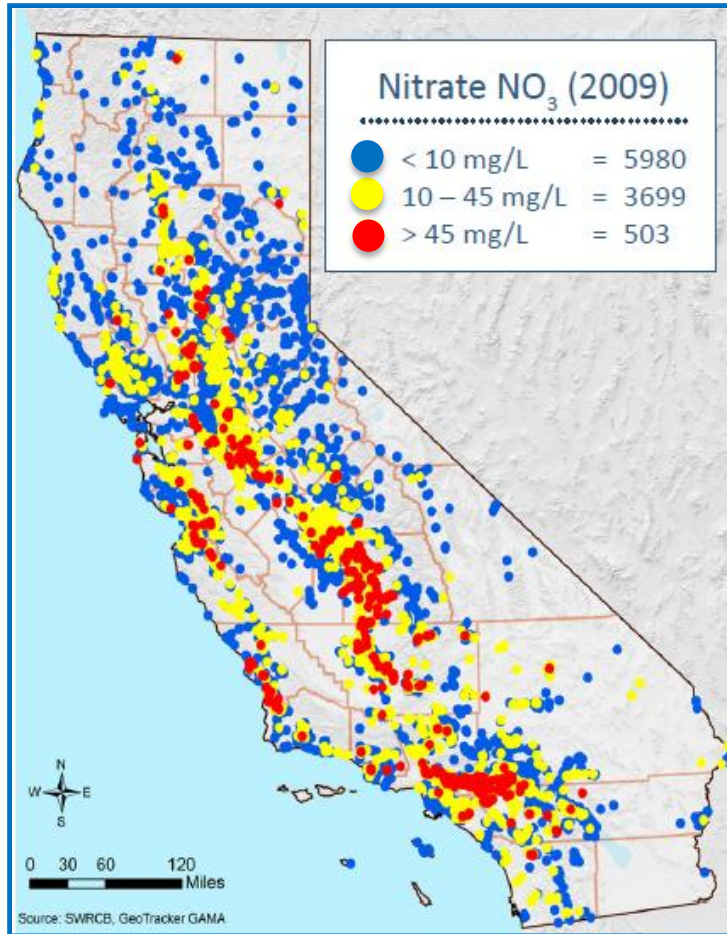 Nitrate NO3 (2009)
< 10 mg/L = 5980
10 – 45 mg/L = 3699
> 45 mg/L = 503
N
W E
S
0 30 60 120
Miles
Source: SWRCB, GeoTracker GAMA